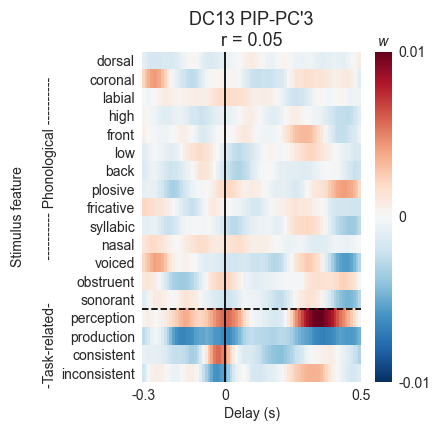 DC13 PIP-PC'3
r = 0.05
w
dorsal
coronal
labial
high
front
low
back
plosive
fricative
syllabic
nasal
voiced
obstruent
sonorant
perception
production
consistent
inconsistent
Stimulus feature
---------- Phonological ----------
-Task-related-
0.01
0
-0.01
-0.3 0 0.5
Delay (s)